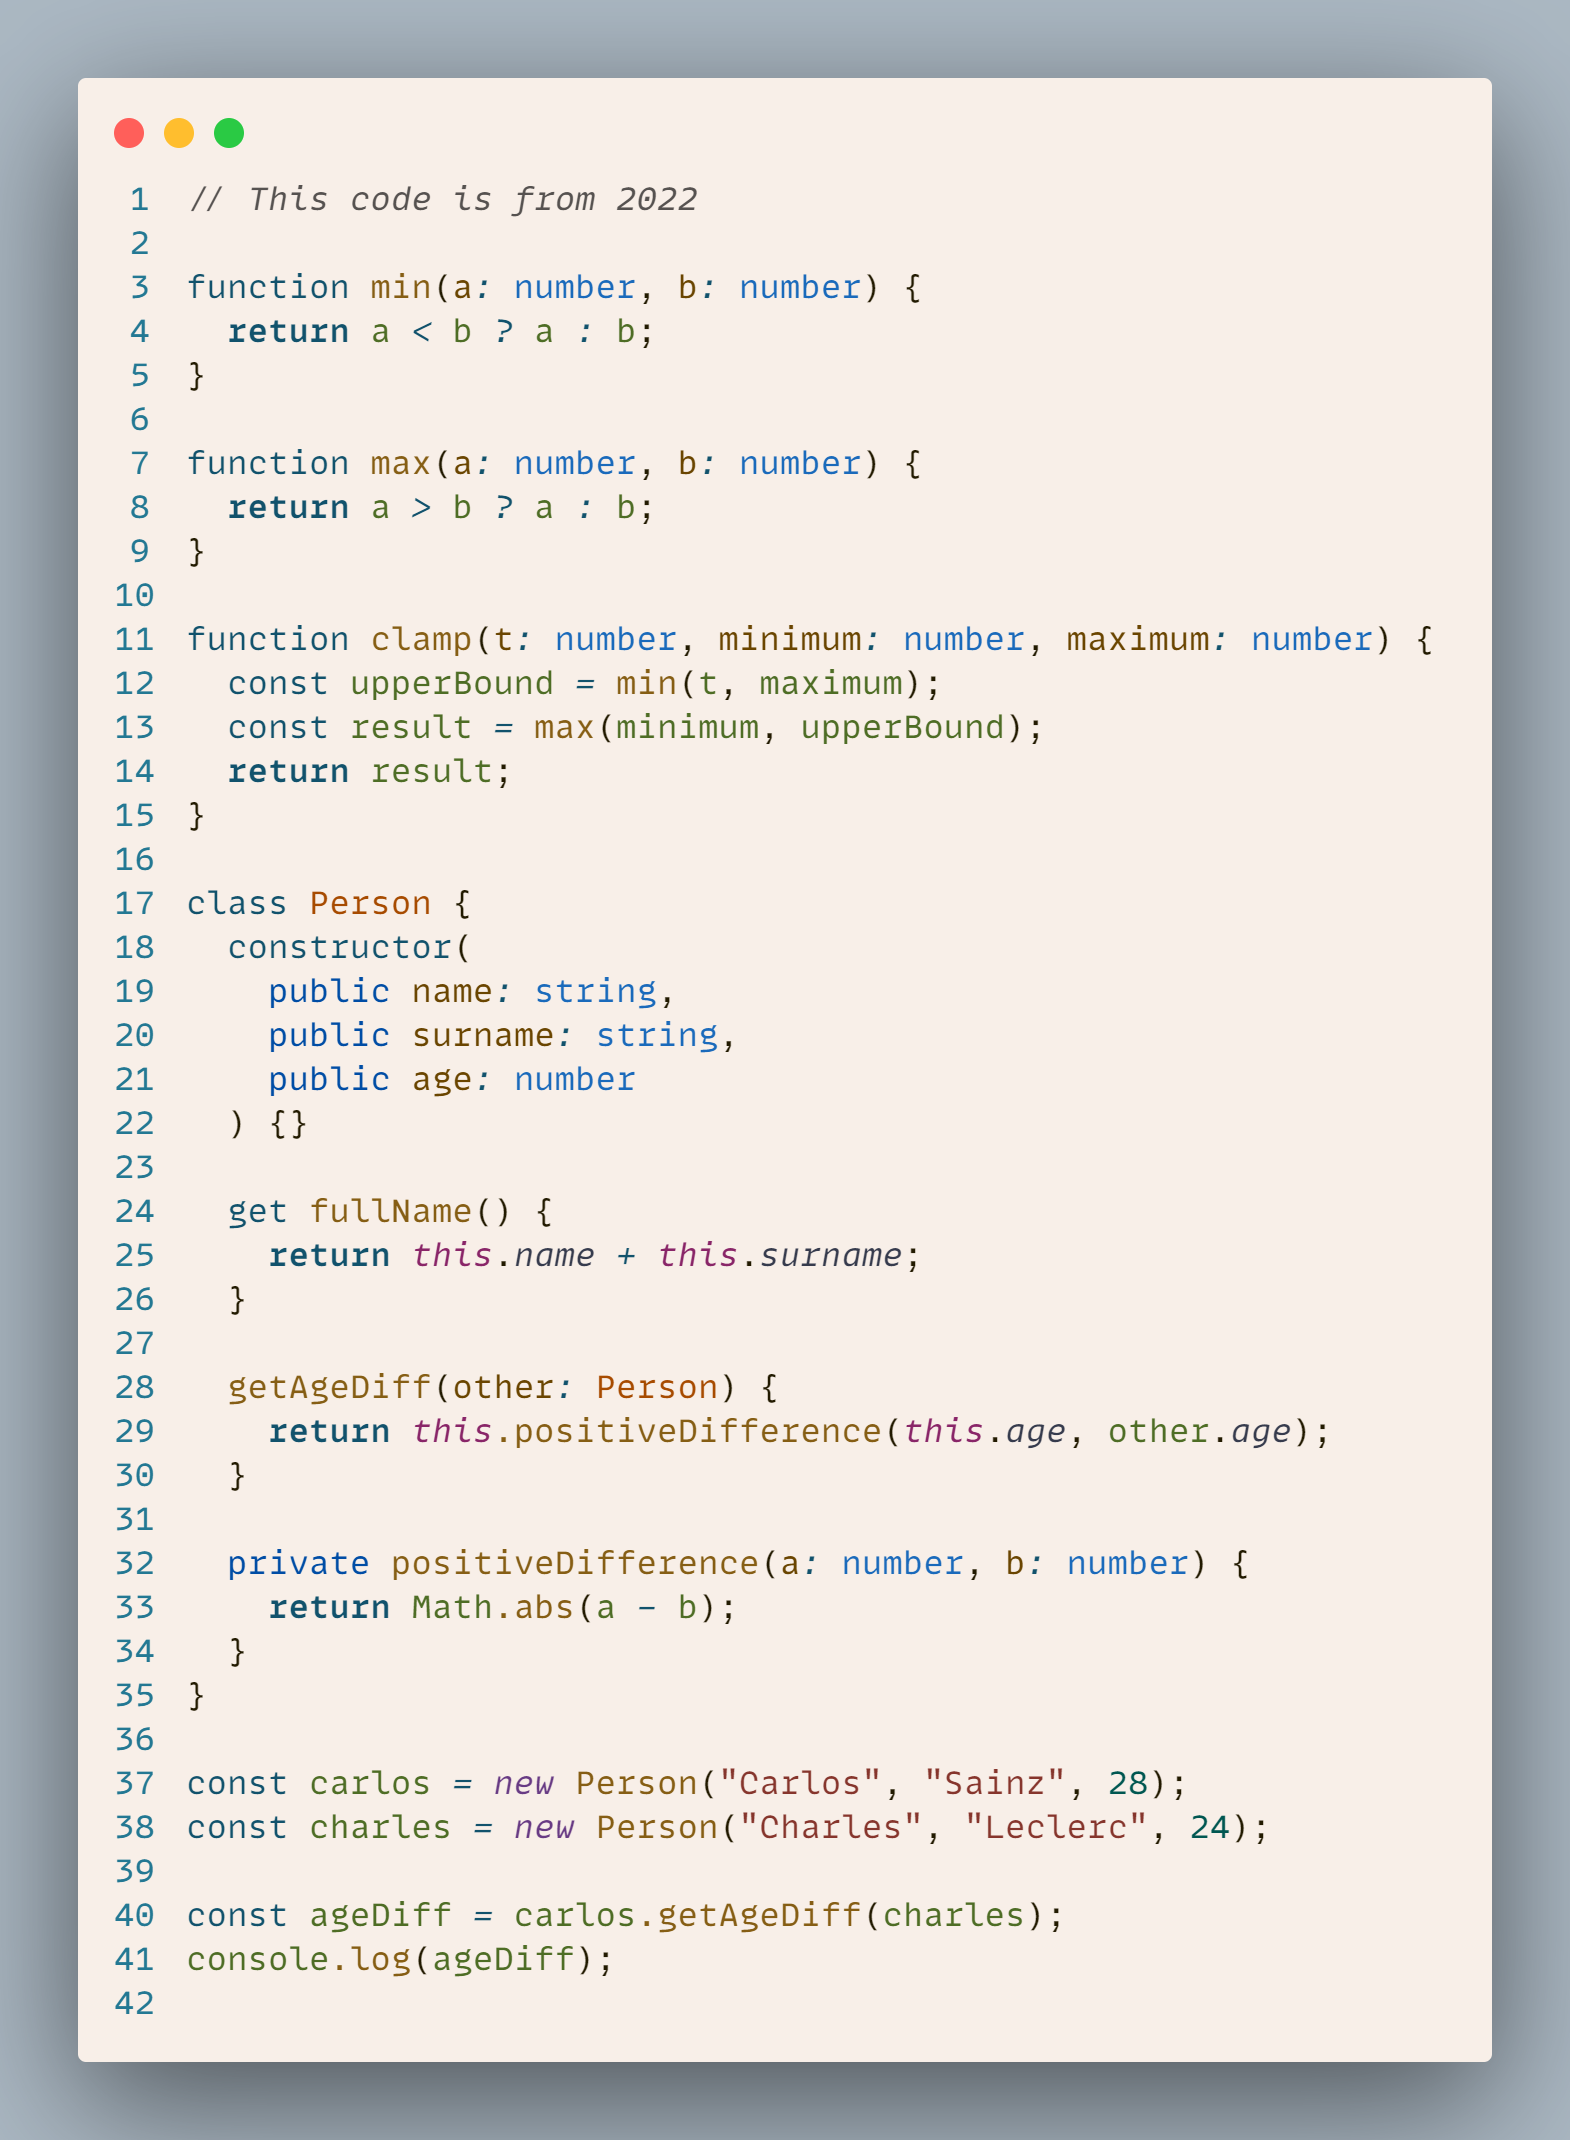 1 // This code is from 2022
2
3 function min(a: number, b: number) {
4   return a < b ? a : b;
5 }
6
7 function max(a: number, b: number) {
8   return a > b ? a : b;
9 }
10
11 function clamp(t: number, minimum: number, maximum: number) {
12   const upperBound = min(t, maximum);
13   const result = max(minimum, upperBound);
14   return result;
15 }
16
17 class Person {
18   constructor(
19     public name: string,
20     public surname: string,
21     public age: number
22   ) {}
23
24   get fullName() {
25     return this.name + this.surname;
26   }
27
28   getAgeDiff(other: Person) {
29     return this.positiveDifference(this.age, other.age);
30   }
31
32   private positiveDifference(a: number, b: number) {
33     return Math.abs(a - b);
34   }
35 }
36
37 const carlos = new Person("Carlos", "Sainz", 28);
38 const charles = new Person("Charles", "Leclerc", 24);
39
40 const ageDiff = carlos.getAgeDiff(charles);
41 console.log(ageDiff);
42